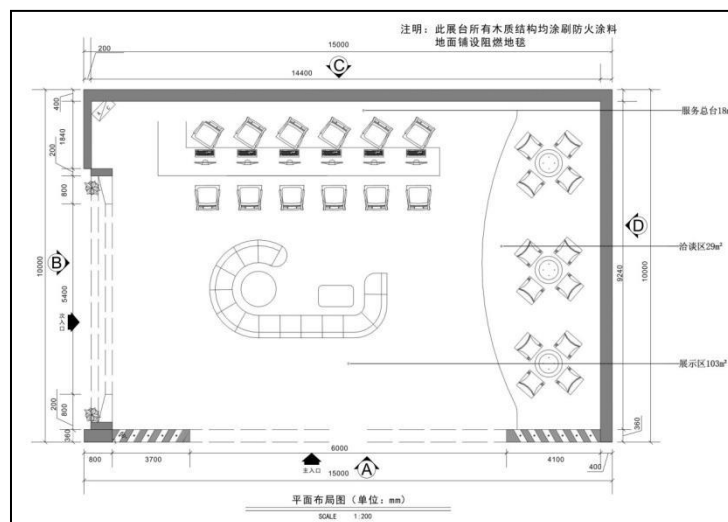 注明：此展台所有木质结构均涂刷防火涂料
地面铺设阻燃地毯
200
15000
14400
C
400
1840
200
800
10000
B
5400
次入口
200
800
360
服务总台18m
D
洽谈区29m²
9240
10000
展示区103m²
360
400
800
3700
6000
4100
主入口
A
15000
平面布局图（单位：mm）
SCALE 1:200